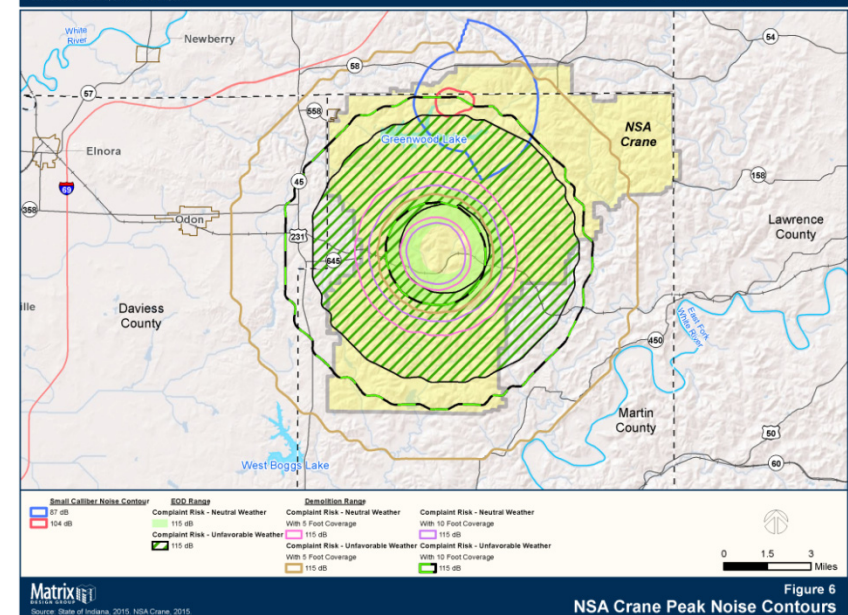 White
River
Newberry
54
58
57
558
Greenwood Lake
NSA
Crane
Elnora
69
45
158
358
Odon
231
Lawrence
County
645
ille
Daviess
County
East Fork
White River
450
Martin
County
50
West Boggs Lake
60
Small Calliber Noise Contour
87 dB
104 dB
EOD Range
Complaint Risk - Neutral Weather
115 dB
Complaint Risk - Unfavorable Weather
115 dB
Demolition Range
Complaint Risk - Neutral Weather
With 5 Foot Coverage
115 dB
Complaint Risk - Unfavorable Weather
With 5 Foot Coverage
115 dB
Complaint Risk - Neutral Weather
With 10 Foot Coverage
115 dB
Complaint Risk - Unfavorable Weather
With 10 Foot Coverage
115 dB
0 1.5 3
Miles
Matrix
DESIGN GROUP
Source: State of Indiana, 2015. NSA Crane, 2015.
Figure 6
NSA Crane Peak Noise Contours